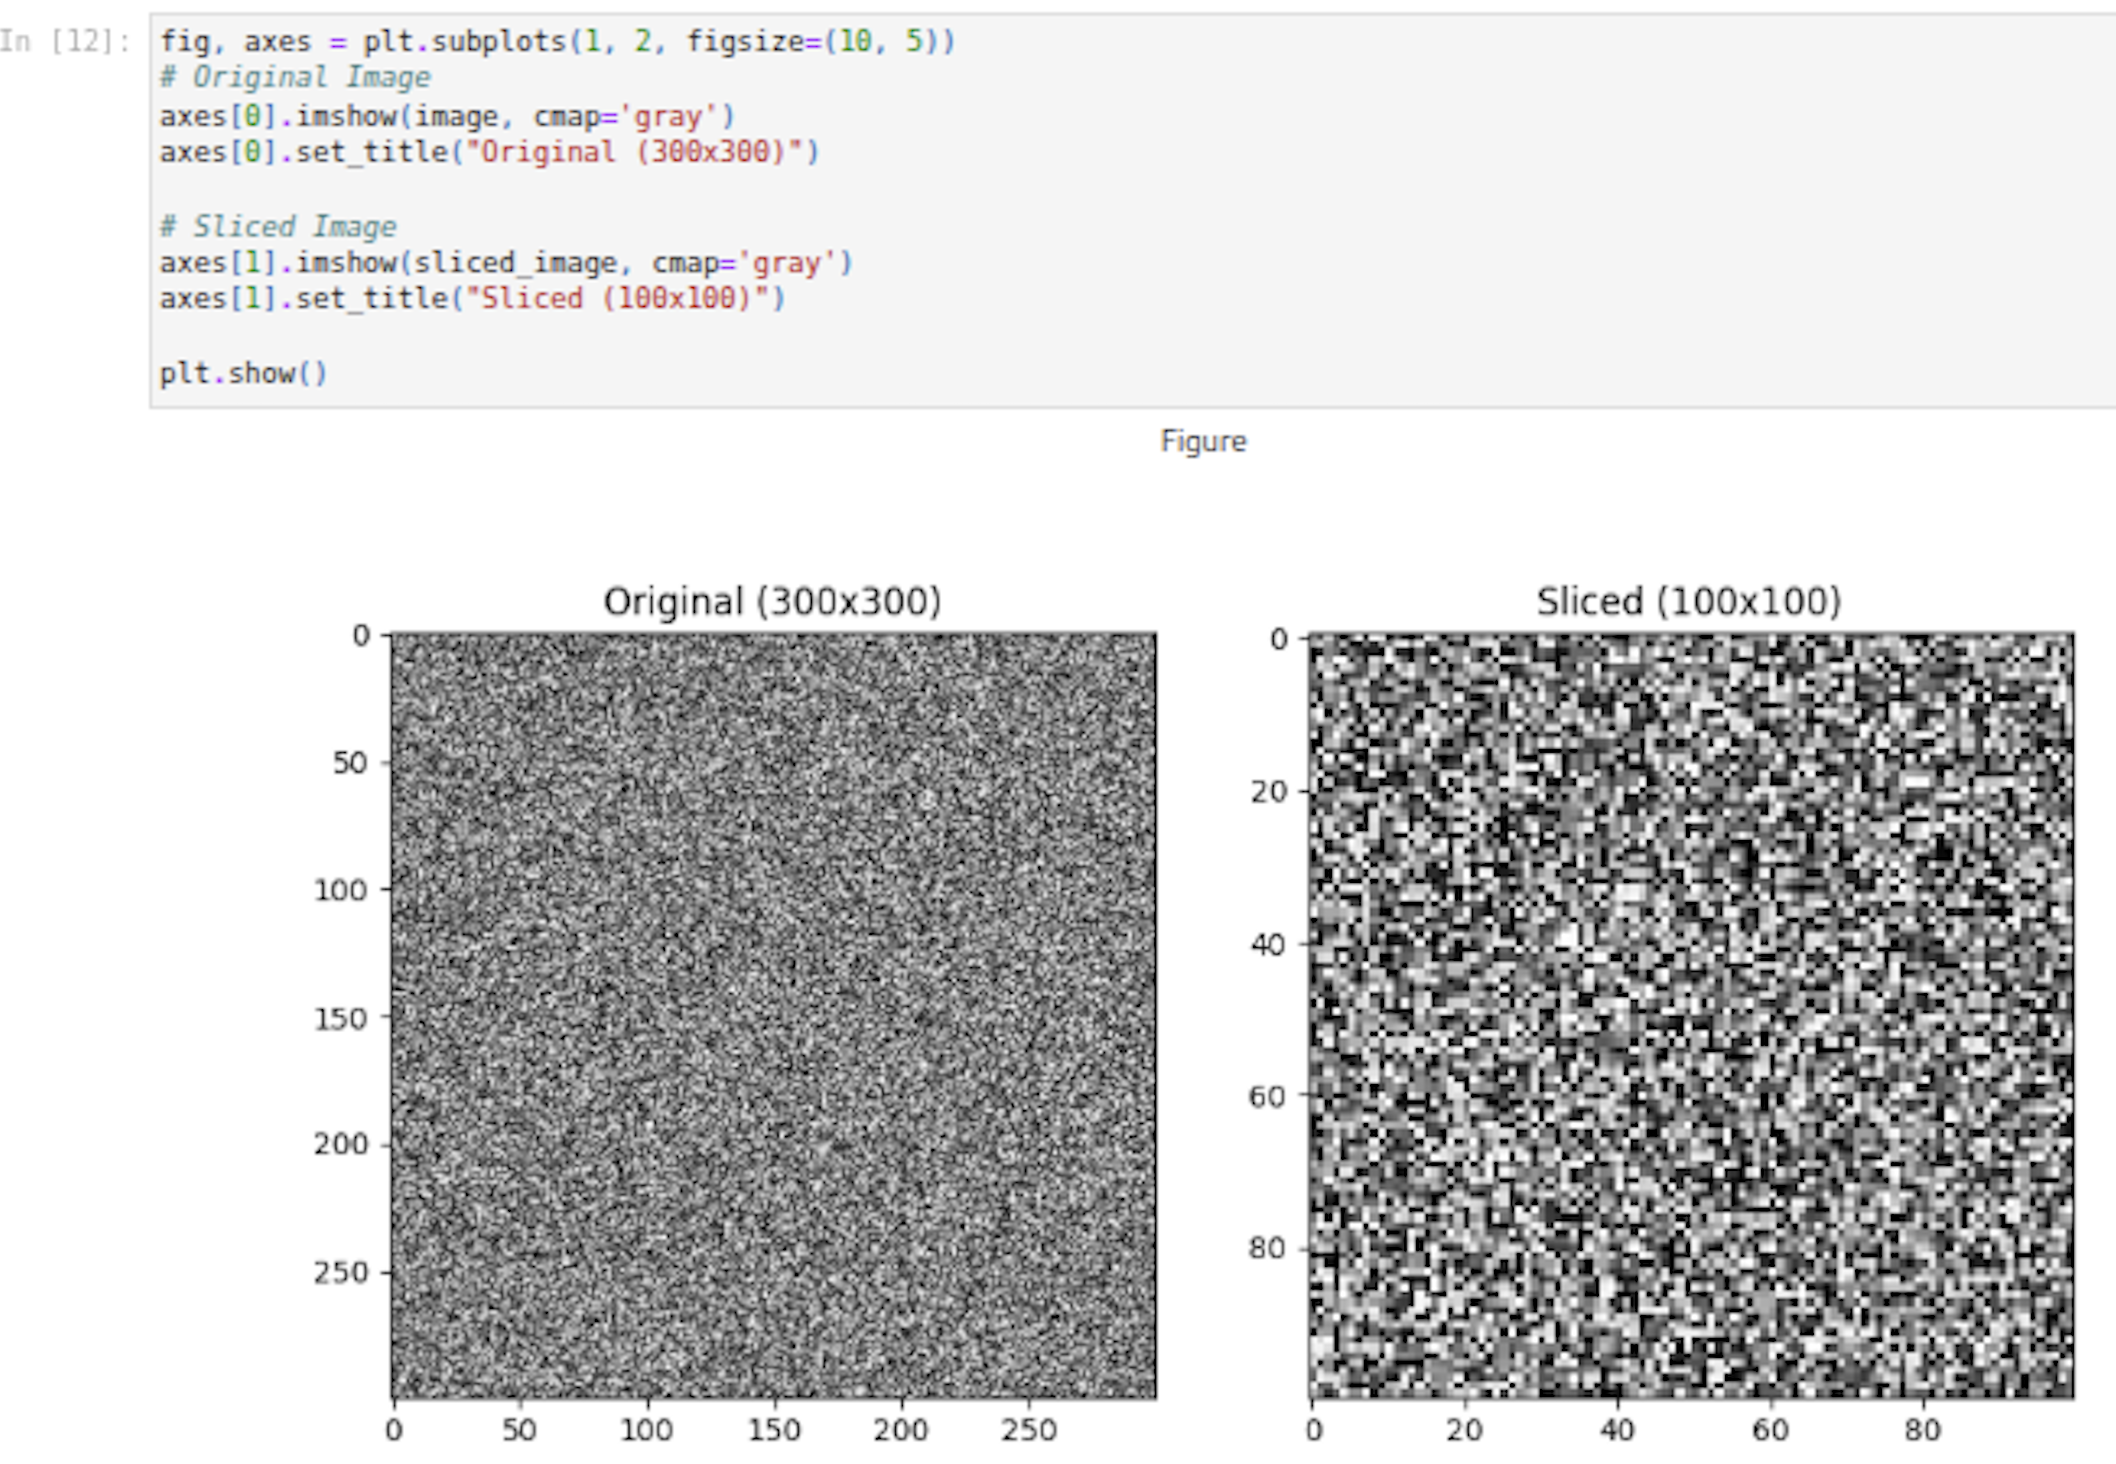 In [12]:
fig, axes = plt.subplots(1, 2, figsize=(10, 5))
# Original Image
axes[0].imshow(image, cmap='gray')
axes[0].set_title("Original (300x300)")
# Sliced Image
axes[1].imshow(sliced_image, cmap='gray')
axes[1].set_title("Sliced (100x100)")
plt.show()
Figure
Original (300x300)
0
50
100
150
200
250
0 50 100 150 200 250
Sliced (100x100)
0
20
40
60
80
0 20 40 60 80